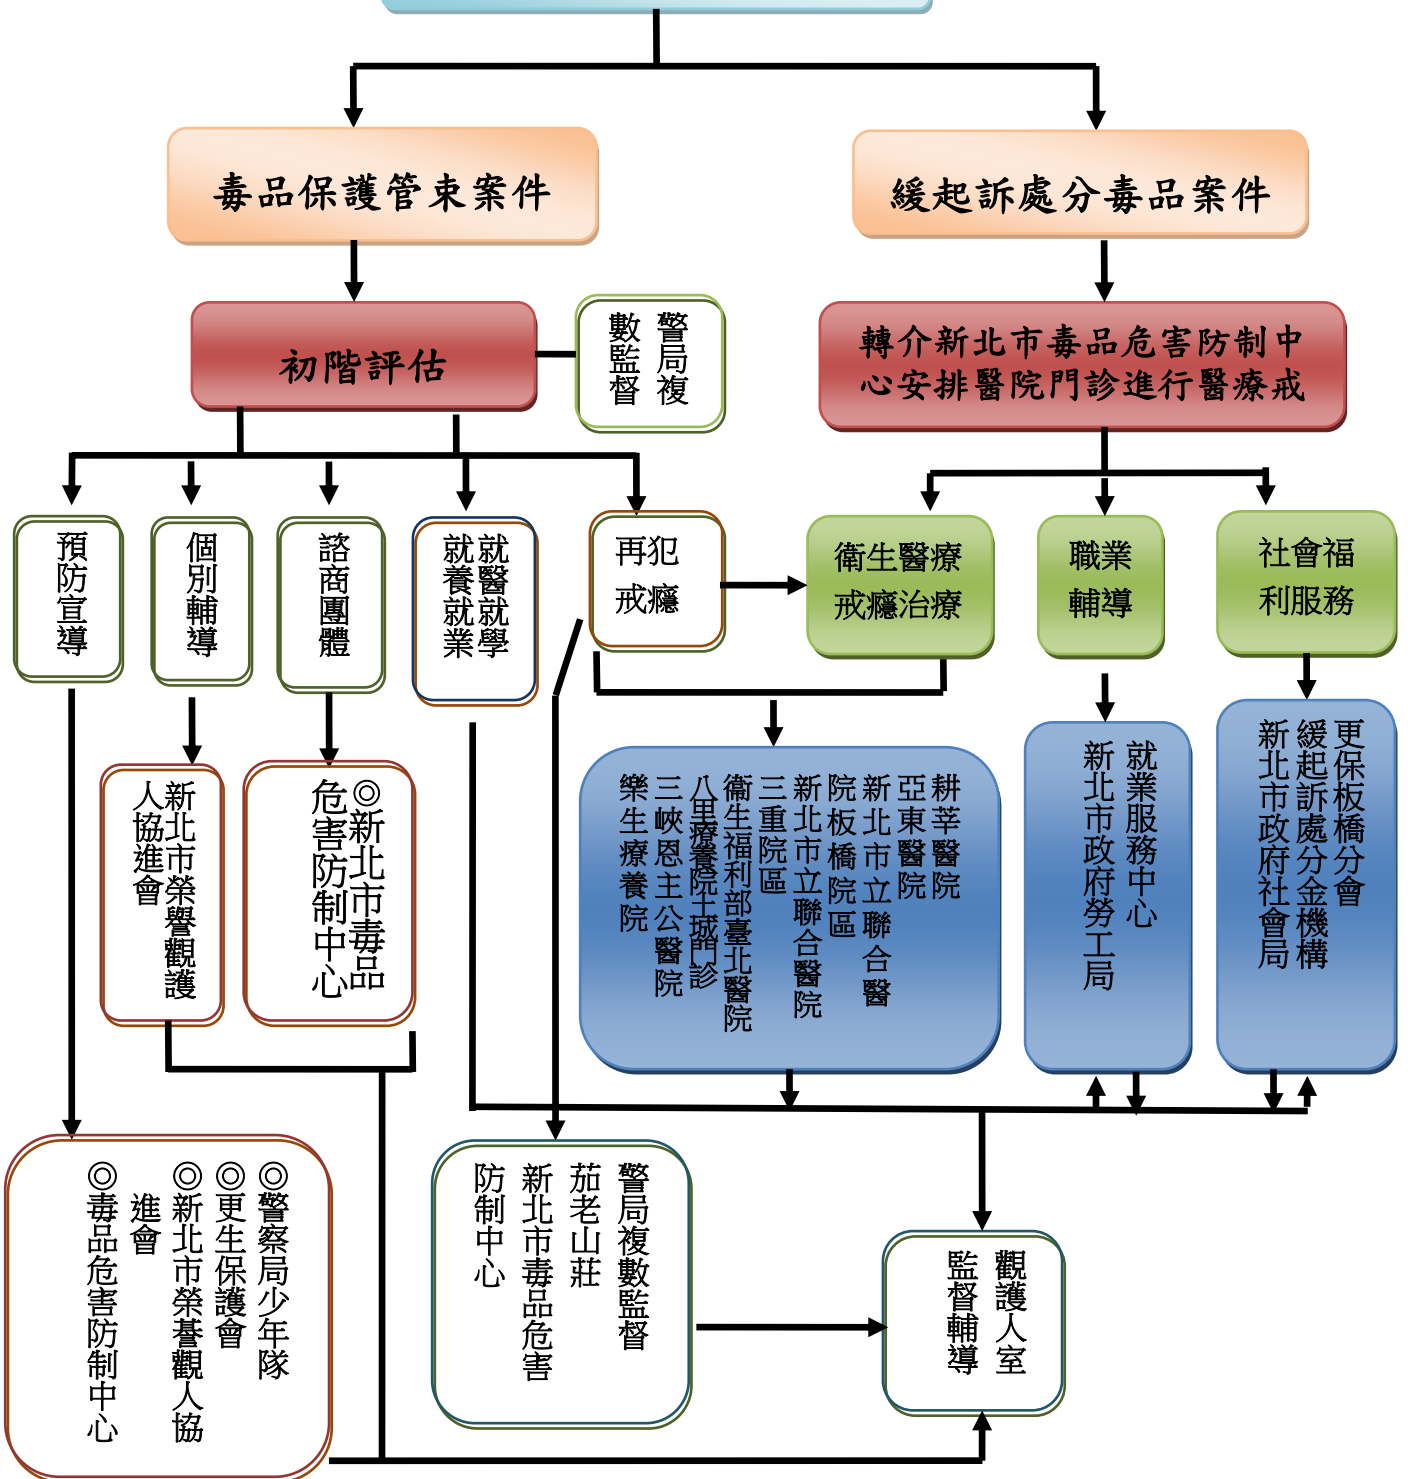 毒品保護管束案件
緩起訴處分毒品案件
初階評估
警局複
數監督
轉介新北市毒品危害防制中
心安排醫院門診進行醫療戒
預防宣導
個別輔導
諮商團體
就醫就學
就養就業
再犯
戒癮
衛生醫療
戒癮治療
職業
輔導
社會福
利服務
新北市榮譽觀護
人協進會
◎新北市毒品
危害防制中心
耕莘醫院
亞東醫院
新北市立聯合醫
院板橋院區
新北市立聯合醫院
三重院區
衛生福利部臺北醫院
八里療養院土城門診
三峽恩主公醫院
樂生療養院
就業服務中心
新北市政府勞工局
更保板橋分會
緩起訴處分金機構
新北市政府社會局
◎警察局少年隊
◎更生保護會
◎新北市榮譽觀人協
進會
◎毒品危害防制中心
警局複數監督
茄老山莊
新北市毒品危害
防制中心
觀護人室
監督輔導